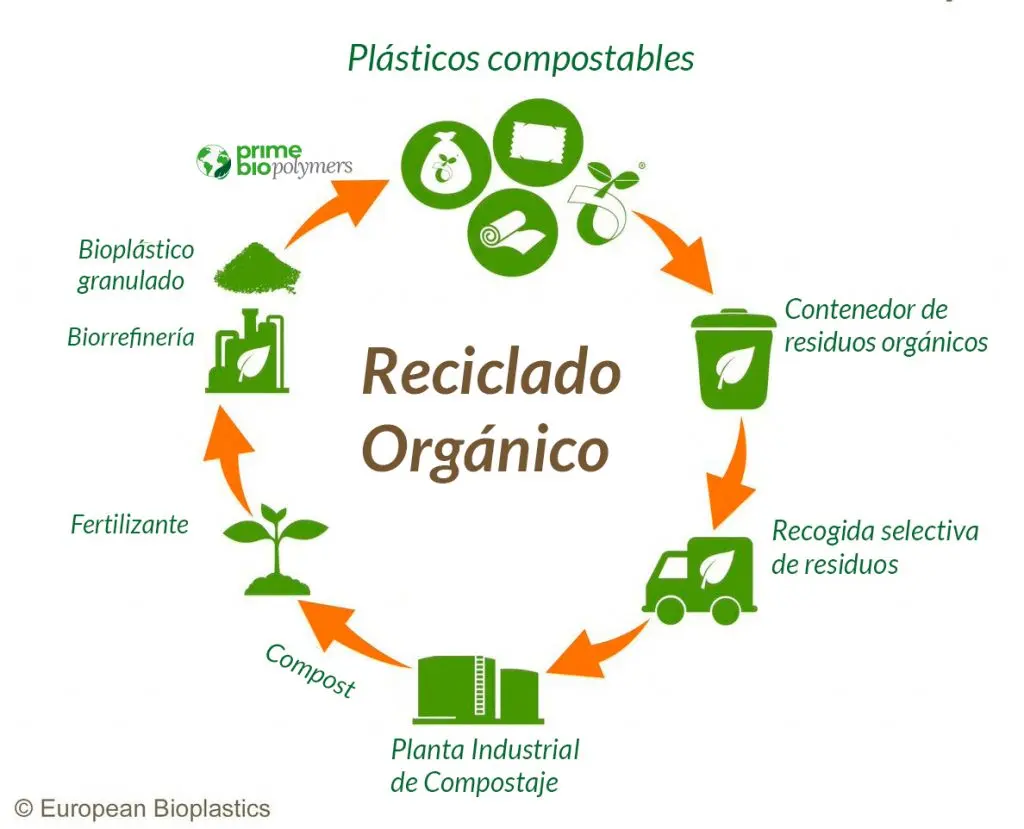 Plásticos compostables
prime
biopolymers
®
Bioplástico
granulado
Biorrefinería
Contenedor de
residuos orgánicos
Reciclado
Orgánico
Fertilizante
Recogida selectiva
de residuos
Compost
Planta Industrial
de Compostaje
© European Bioplastics